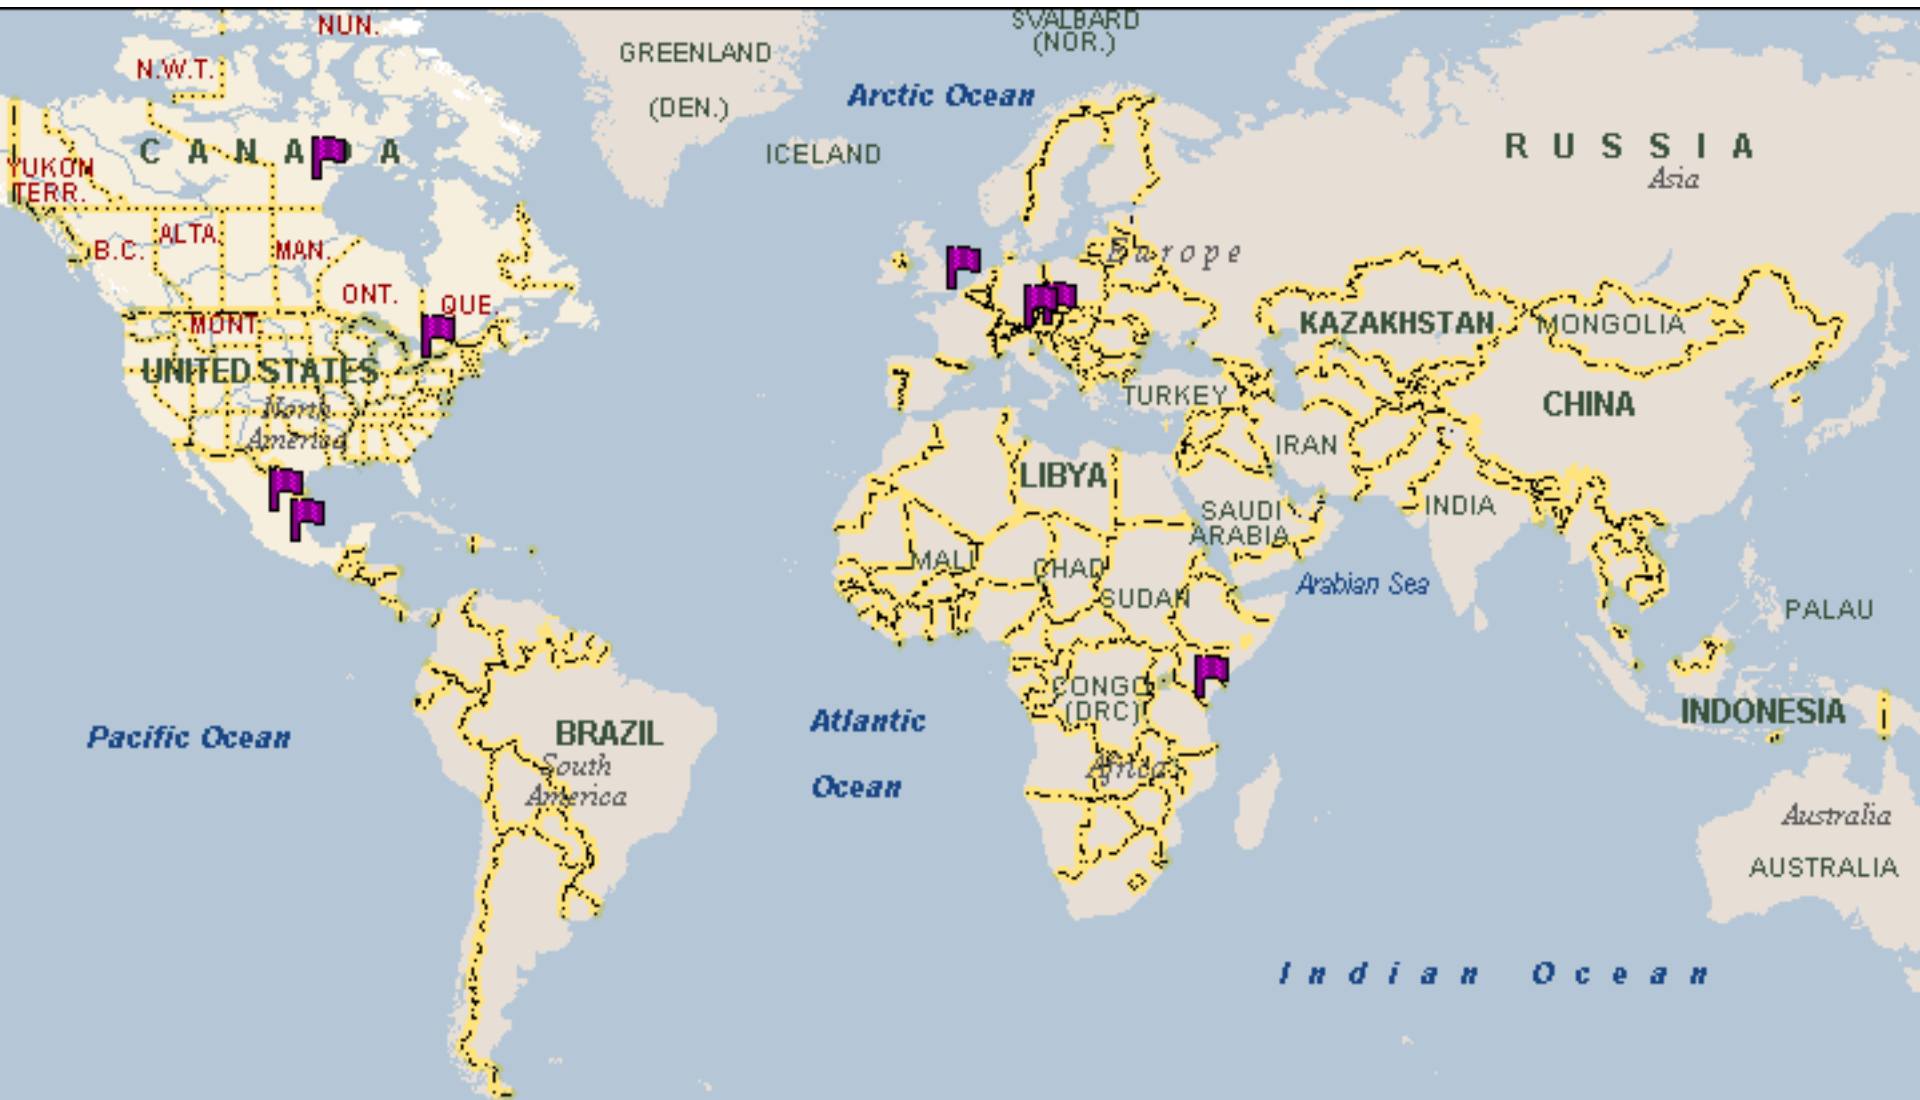 NUN.
SVALBARD
(NOR.)
GREENLAND
N.W.T.
Arctic Ocean
(DEN.)
C A N A D A
ICELAND
R U S S I A
YUKON
TERR.
Asia
ALTA.
B.C.
MAN.
Europe
ONT.
QUE.
MONT.
KAZAKHSTAN
MONGOLIA
UNITED STATES
TURKEY
CHINA
North
America
IRAN
LIBYA
INDIA
SAUDI
ARABIA
MALI
CHAD
SUDAN
Arabian Sea
PALAU
CONGO
(DRC)
INDONESIA
Pacific Ocean
BRAZIL
Atlantic
Ocean
South
America
Africa
Australia
AUSTRALIA
Indian Ocean